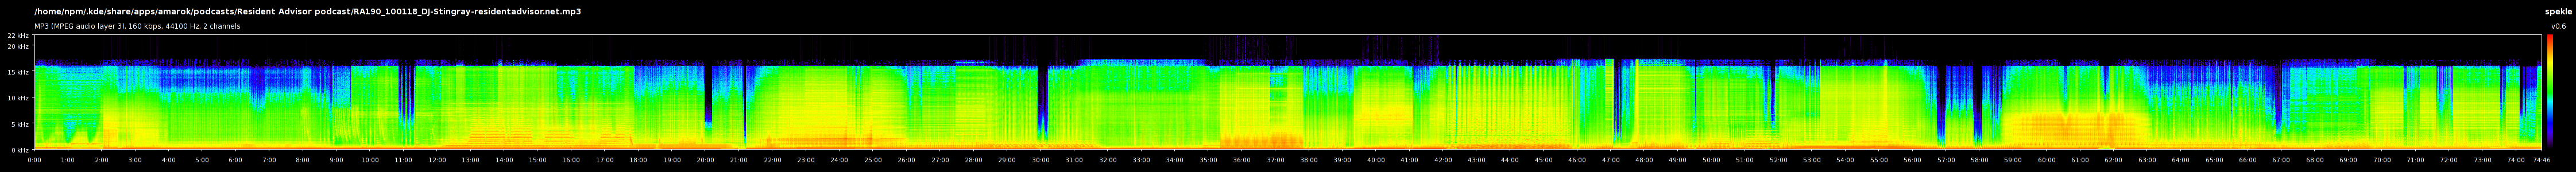 /home/npm/.kde/share/apps/amarok/podcasts/Resident Advisor podcast/RA190_100118_DJ-Stingray-residentadvisor.net.mp3 spekle
MP3 (MPEG audio layer 3), 160 kbps, 44100 Hz, 2 channels v0.6
22 kHz
20 kHz
15 kHz
10 kHz
5 kHz
0 kHz
0:00 1:00 2:00 3:00 4:00 5:00 6:00 7:00 8:00 9:00 10:00 11:00 12:00 13:00 14:00 15:00 16:00 17:00 18:00 19:00 20:00 21:00 22:00 23:00 24:00 25:00 26:00 27:00 28:00 29:00 30:00 31:00 32:00 33:00 34:00 35:00 36:00 37:00 38:00 39:00 40:00 41:00 42:00 43:00 44:00 45:00 46:00 47:00 48:00 49:00 50:00 51:00 52:00 53:00 54:00 55:00 56:00 57:00 58:00 59:00 60:00 61:00 62:00 63:00 64:00 65:00 66:00 67:00 68:00 69:00 70:00 71:00 72:00 73:00 74:00 74:46